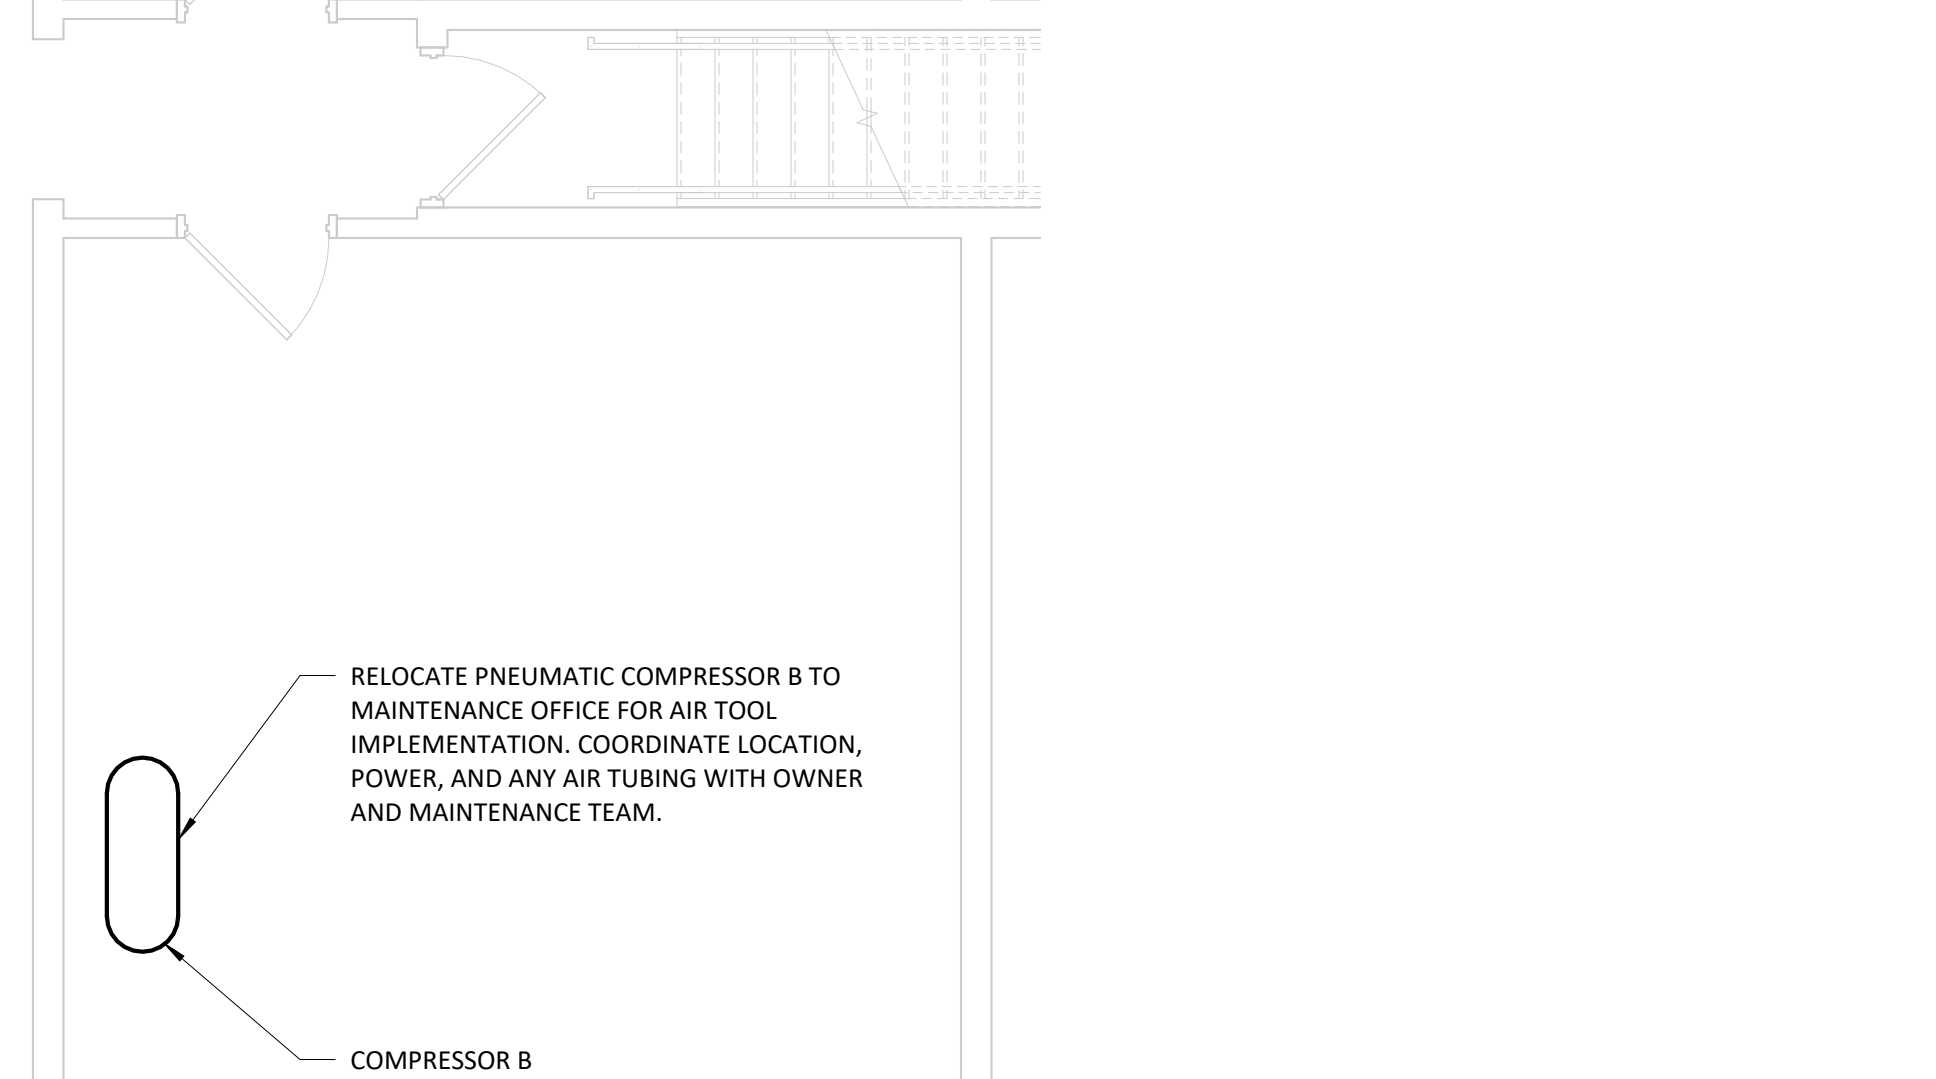 RELOCATE PNEUMATIC COMPRESSOR B TO
MAINTENANCE OFFICE FOR AIR TOOL
IMPLEMENTATION. COORDINATE LOCATION,
POWER, AND ANY AIR TUBING WITH OWNER
AND MAINTENANCE TEAM.
COMPRESSOR B